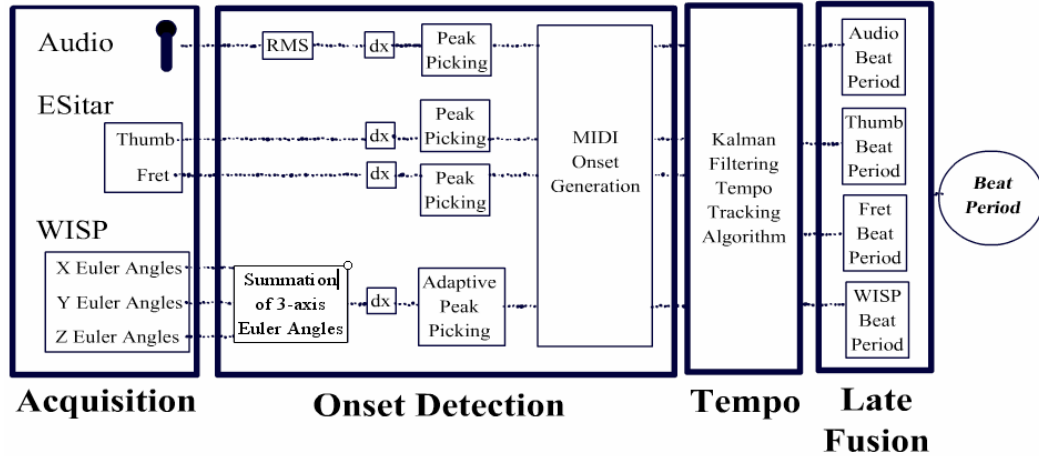 Audio
RMS
dx
Peak
Picking
ESitar
Thumb
Fret
dx
Peak
Picking
dx
Peak
Picking
WISP
X Euler Angles
Y Euler Angles
Z Euler Angles
Summation
of 3-axis
Euler Angles
dx
Adaptive
Peak
Picking
MIDI
Onset
Generation
Kalman
Filtering
Tempo
Tracking
Algorithm
Audio
Beat
Period
Thumb
Beat
Period
Fret
Beat
Period
WISP
Beat
Period
Beat
Period
Acquisition
Onset Detection
Tempo
Late
Fusion